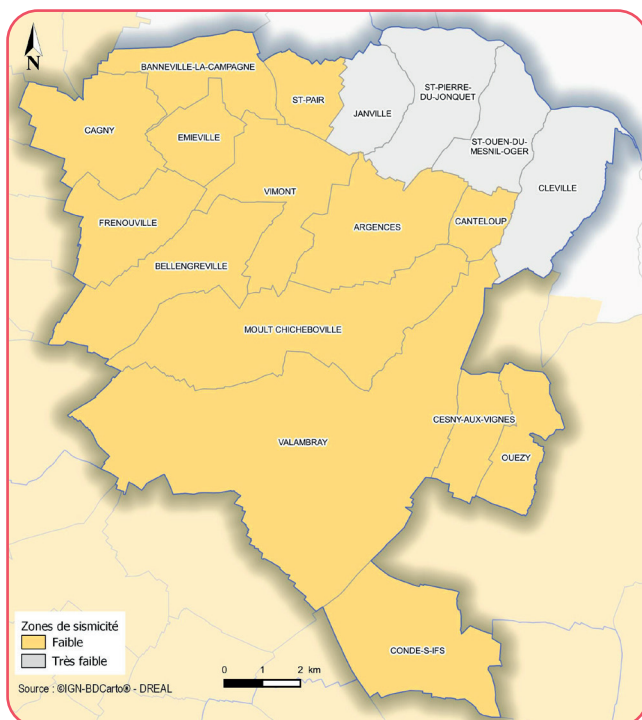 N
BANNEVILLE-LA-CAMPAGNE
ST-PAIR
JANVILLE
ST-PIERRE-
DU-JONQUET
CAGNY
EMIEVILLE
ST-OUEN-DU-
MESNIL-OGER
CLEVILLE
VIMONT
FRENOUVILLE
ARGENCES
CANTELOUP
BELLENGREVILLE
MOULT CHICHEBOVILLE
CESNY-AUX-VIGNES
VALAMBRAY
OUEZY
CONDE-S-IFS
Zones de sismicité
Faible
Très faible
0 1 2 km
Source : ©IGN-BDCarto® - DREAL